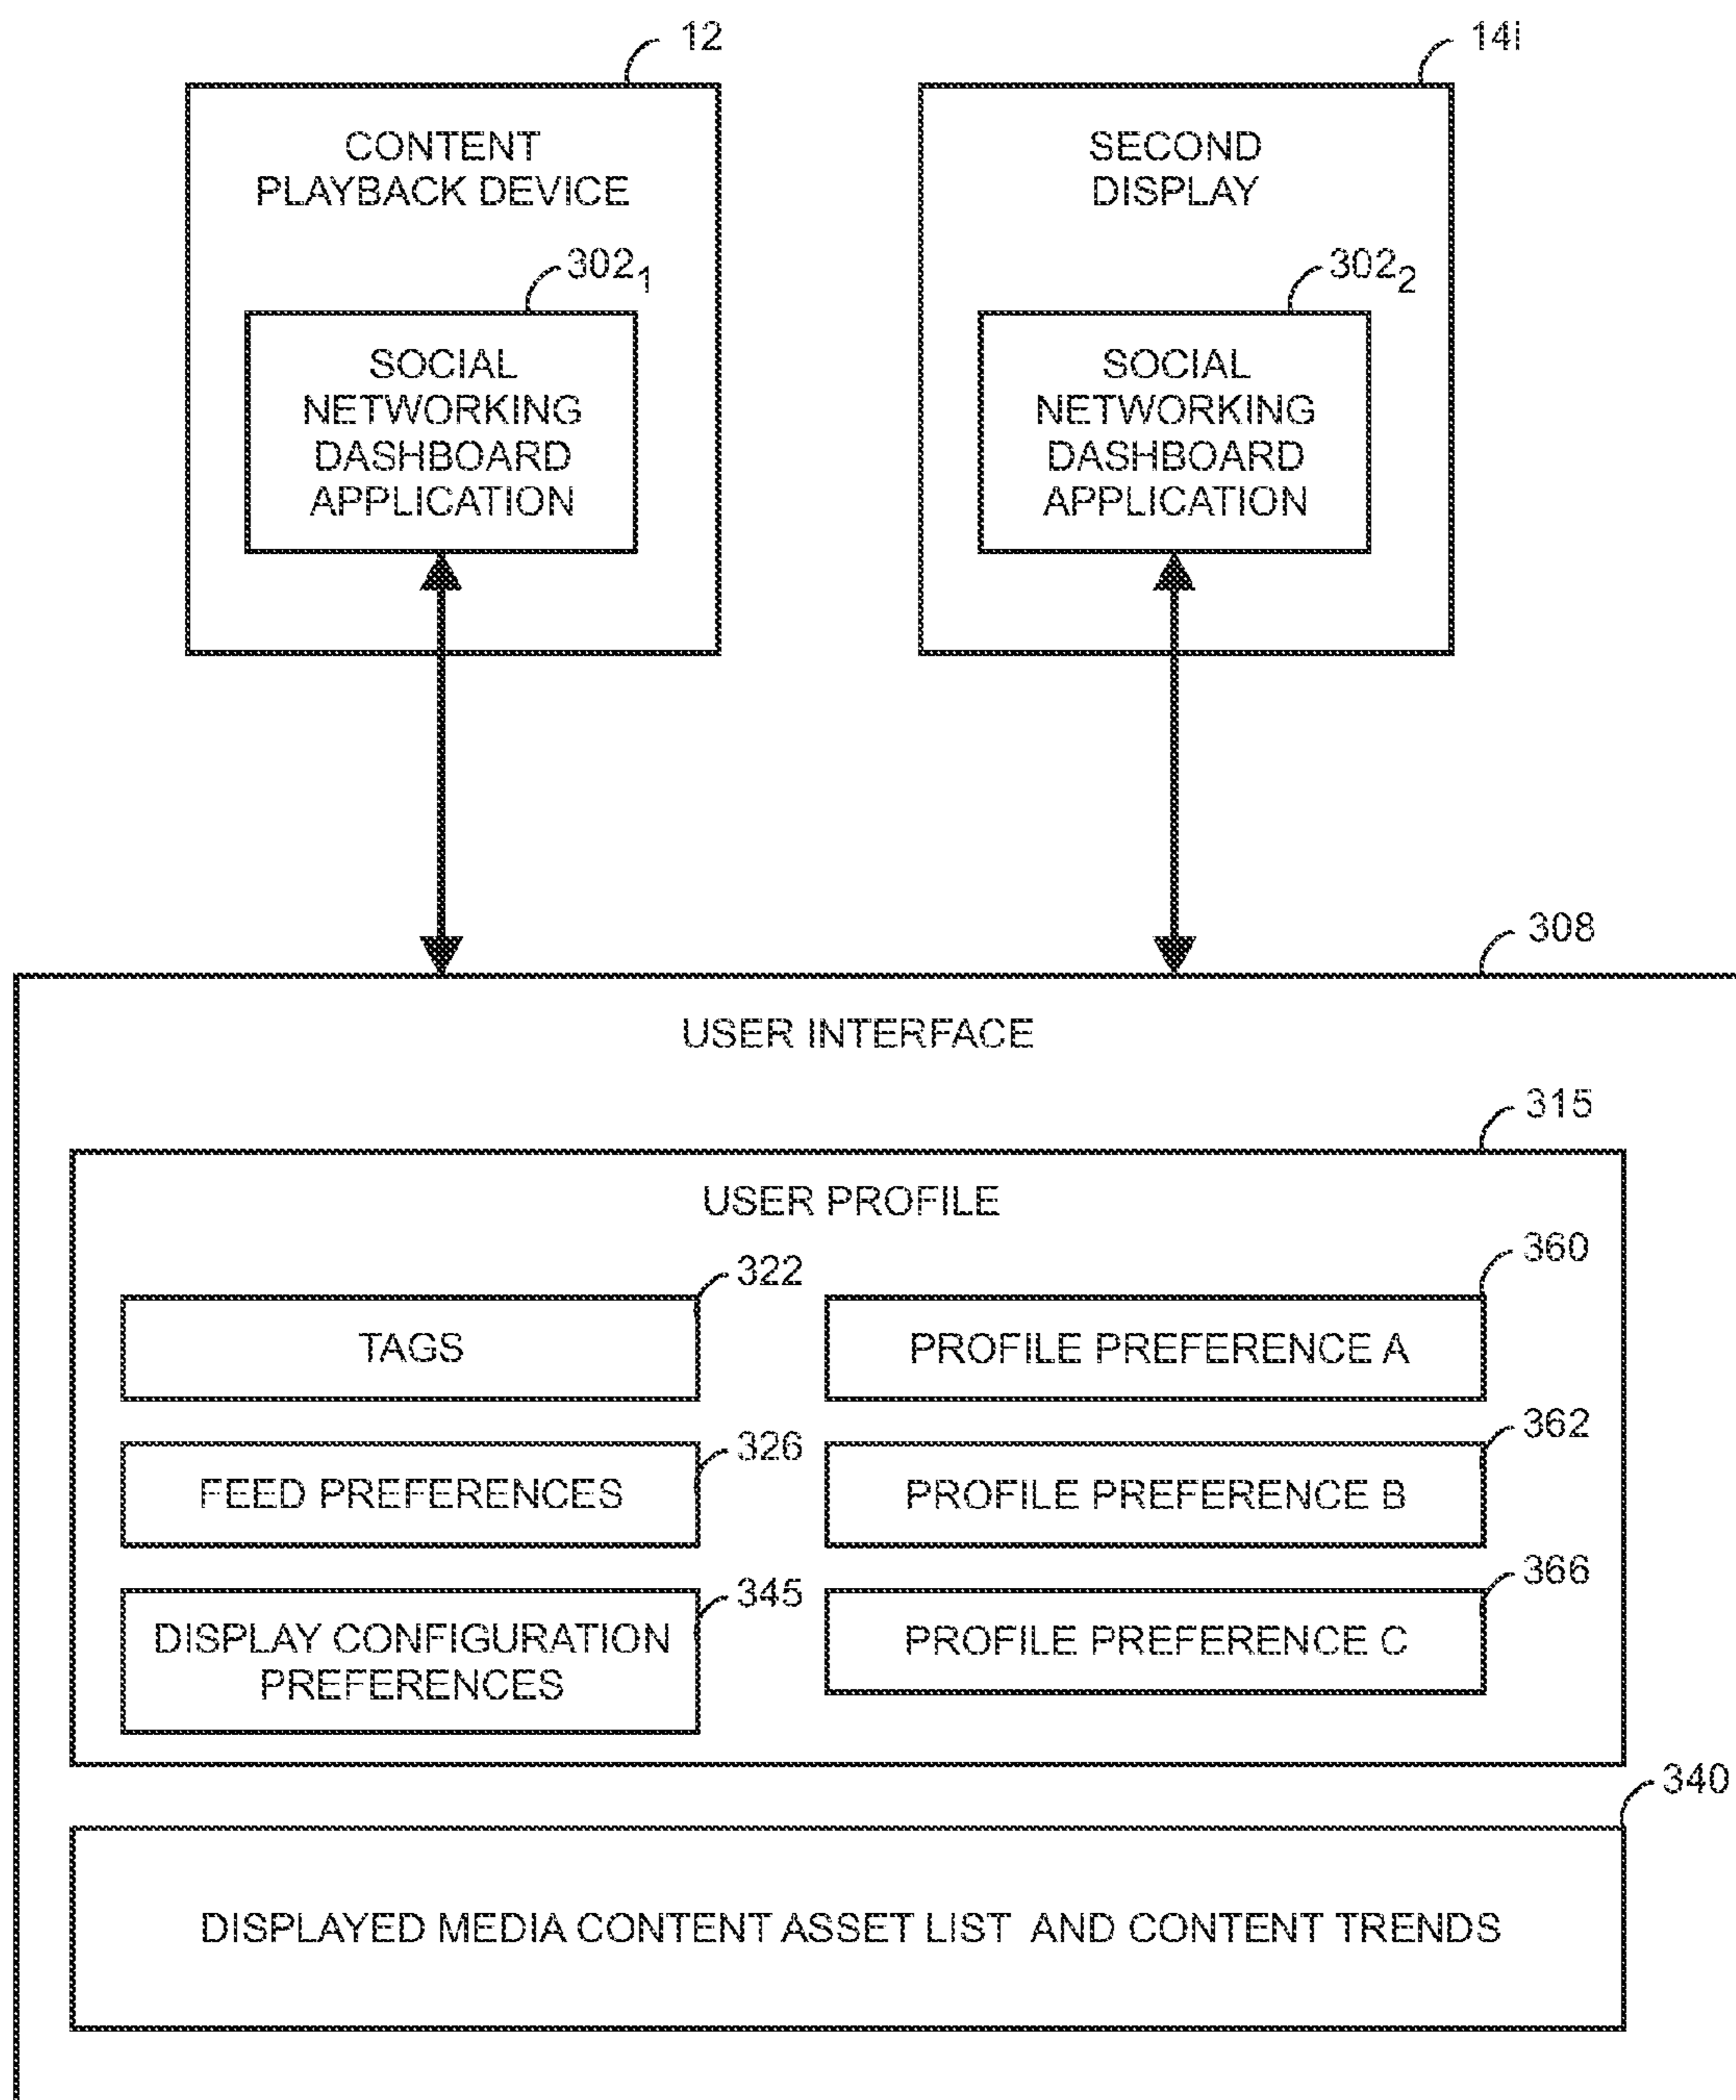 12
14i
CONTENT
PLAYBACK DEVICE
SECOND
DISPLAY
302₁
302₂
SOCIAL
NETWORKING
DASHBOARD
APPLICATION
SOCIAL
NETWORKING
DASHBOARD
APPLICATION
308
USER INTERFACE
315
USER PROFILE
322
360
TAGS
PROFILE PREFERENCE A
326
362
FEED PREFERENCES
PROFILE PREFERENCE B
345
366
DISPLAY CONFIGURATION
PREFERENCES
PROFILE PREFERENCE C
340
DISPLAYED MEDIA CONTENT ASSET LIST AND CONTENT TRENDS